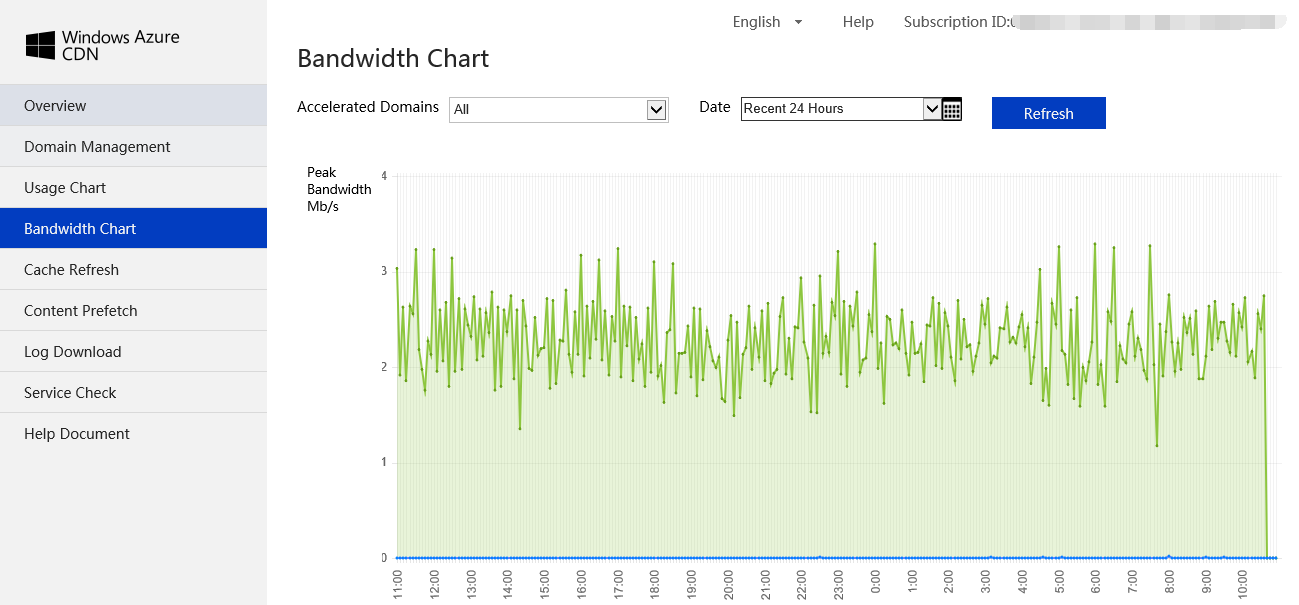 English
Help
Subscription ID:
Windows Azure
CDN
Bandwidth Chart
Overview
Domain Management
Usage Chart
Bandwidth Chart
Cache Refresh
Content Prefetch
Log Download
Service Check
Help Document
Accelerated Domains
All
Date
Recent 24 Hours
Refresh
Peak
Bandwidth
Mb/s
4
3
2
1
0
11:00
12:00
13:00
14:00
15:00
16:00
17:00
18:00
19:00
20:00
21:00
22:00
23:00
0:00
1:00
2:00
3:00
4:00
5:00
6:00
7:00
8:00
9:00
10:00